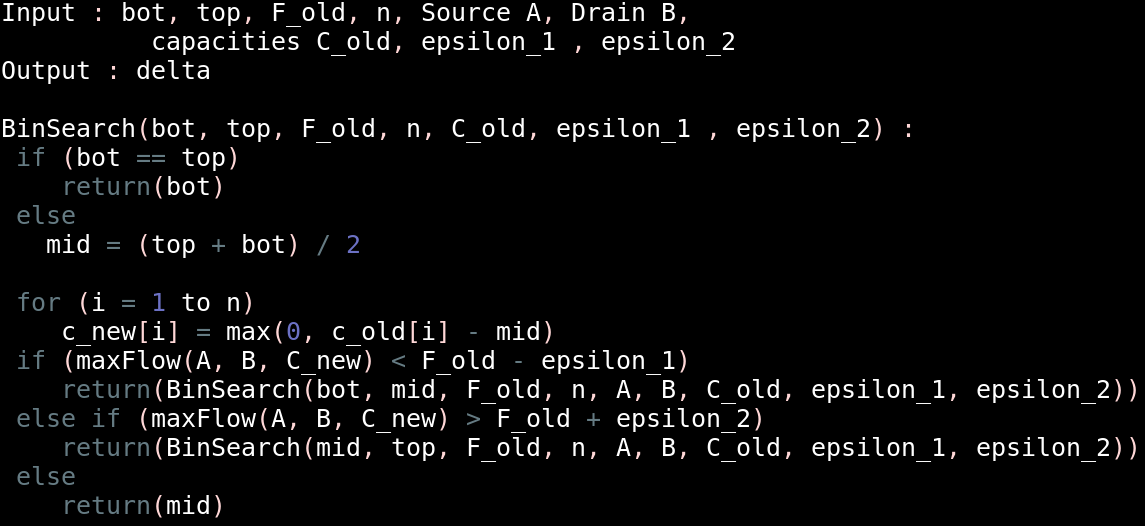 Input : bot, top, F_old, n, Source A, Drain B,
          capacities C_old, epsilon_1 , epsilon_2
Output : delta

BinSearch(bot, top, F_old, n, C_old, epsilon_1 , epsilon_2) :
 if (bot == top)
    return(bot)
 else
   mid = (top + bot) / 2

 for (i = 1 to n)
    c_new[i] = max(0, c_old[i] - mid)
 if (maxFlow(A, B, C_new) < F_old - epsilon_1)
    return(BinSearch(bot, mid, F_old, n, A, B, C_old, epsilon_1, epsilon_2))
 else if (maxFlow(A, B, C_new) > F_old + epsilon_2)
    return(BinSearch(mid, top, F_old, n, A, B, C_old, epsilon_1, epsilon_2))
 else
    return(mid)